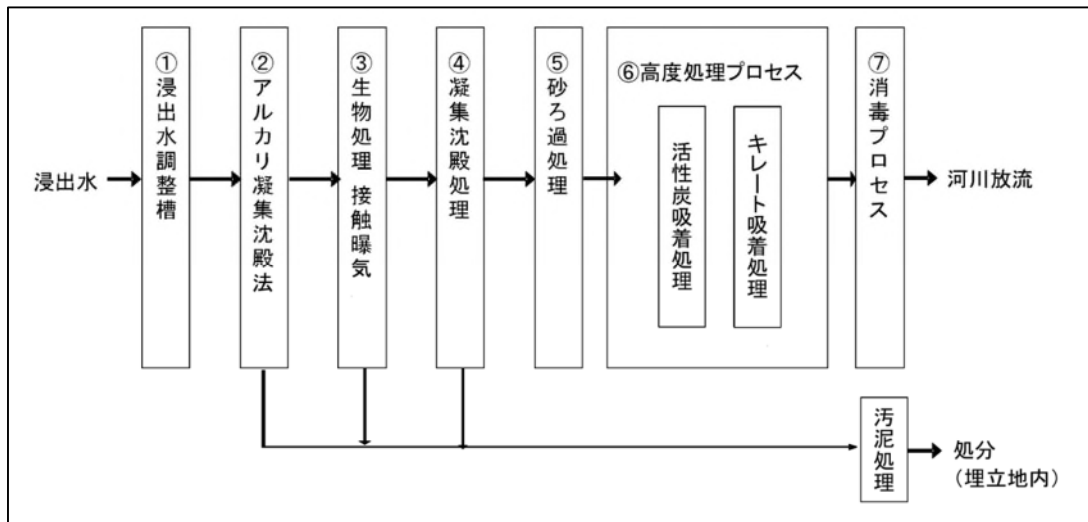 浸出水
①浸出水調整槽
②アルカリ凝集沈殿法
③生物処理 接触曝気
④凝集沈殿処理
⑤砂ろ過処理
⑥高度処理プロセス
活性炭吸着処理
キレート吸着処理
⑦消毒プロセス
河川放流
汚泥処理
処分
（埋立地内）